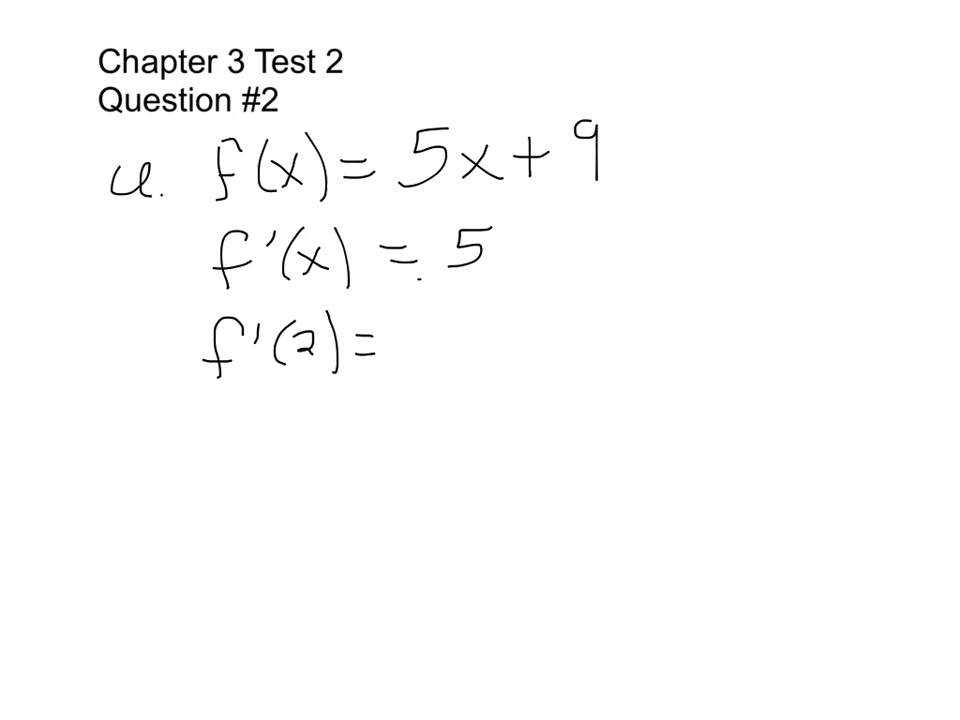 Chapter 3 Test 2
Question #2
a. f(x) = 5x + 9
f'(x) = 5
f'(2) =